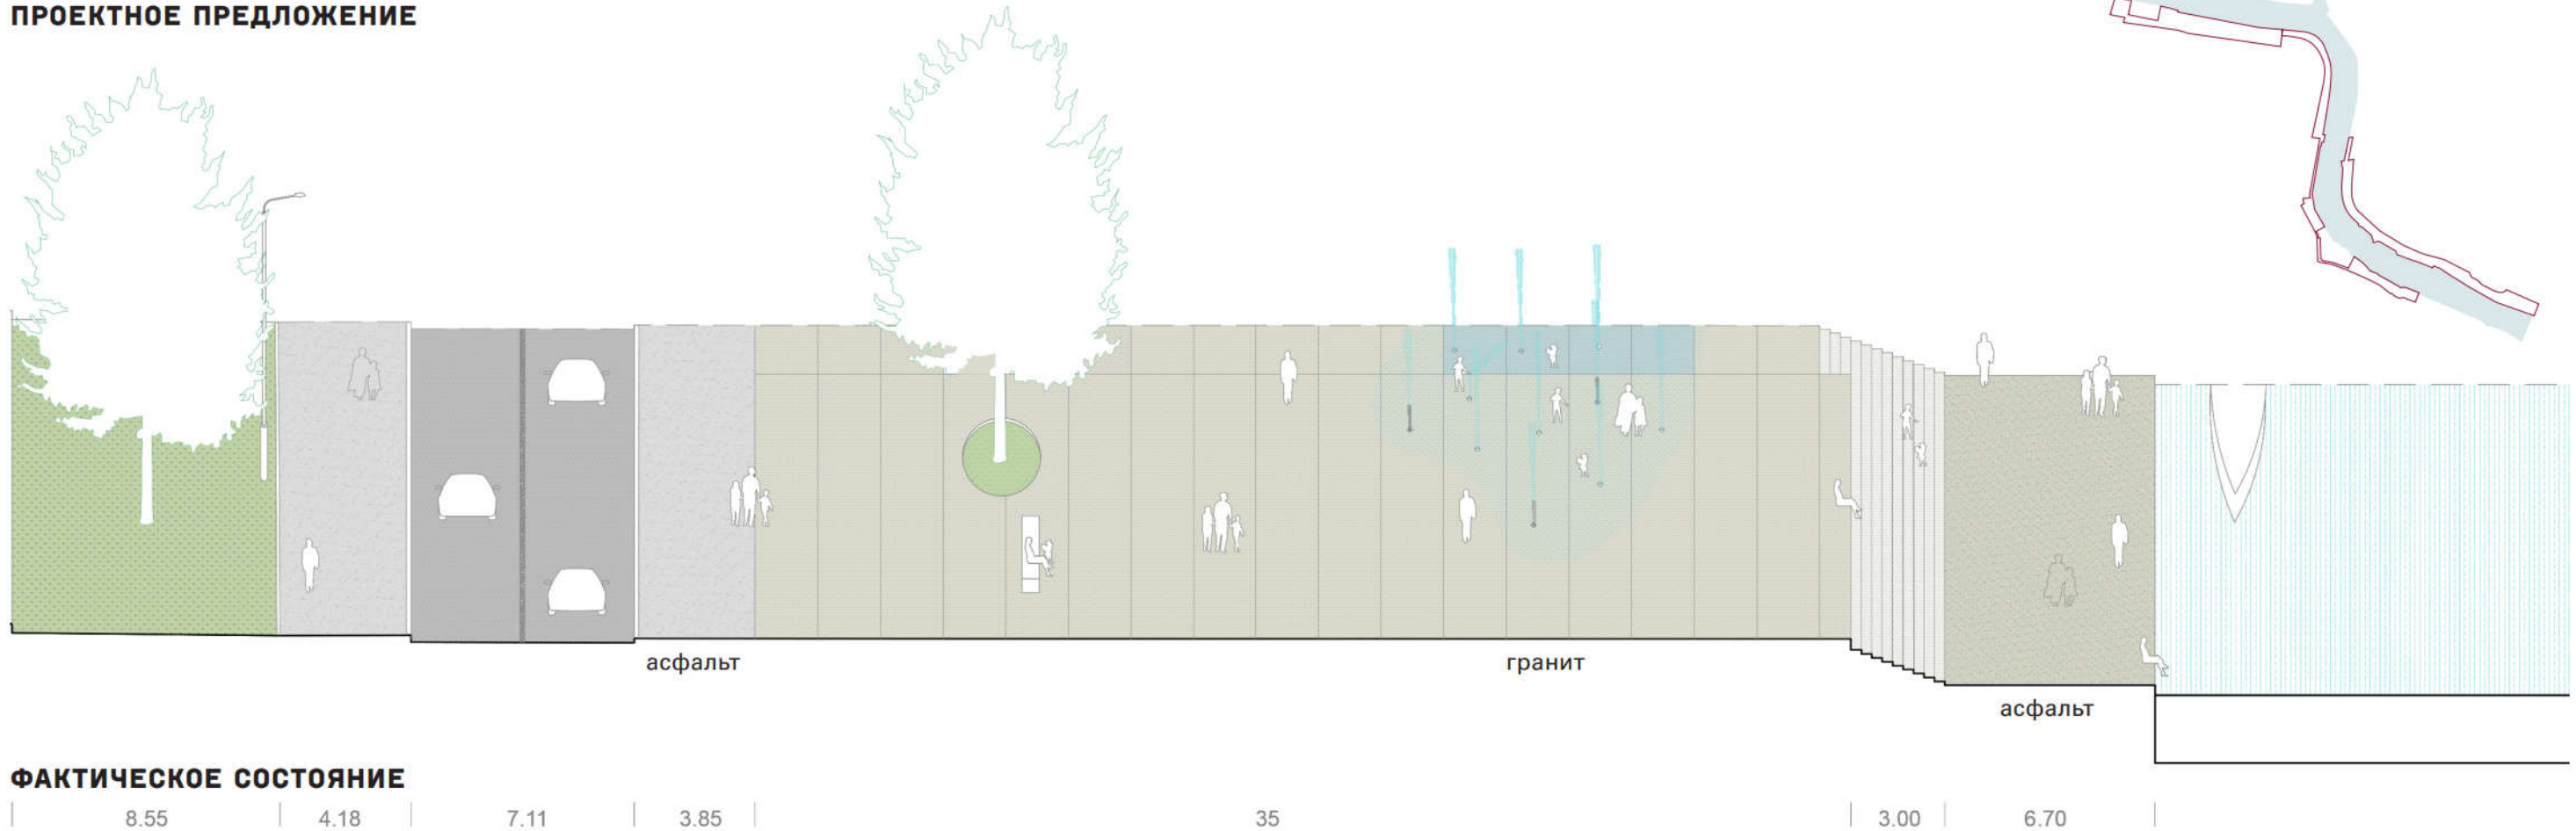 ПРОЕКТНОЕ ПРЕДЛОЖЕНИЕ
асфальт
гранит
асфальт
ФАКТИЧЕСКОЕ СОСТОЯНИЕ
8.55 4.18 7.11 3.85 35 3.00 6.70